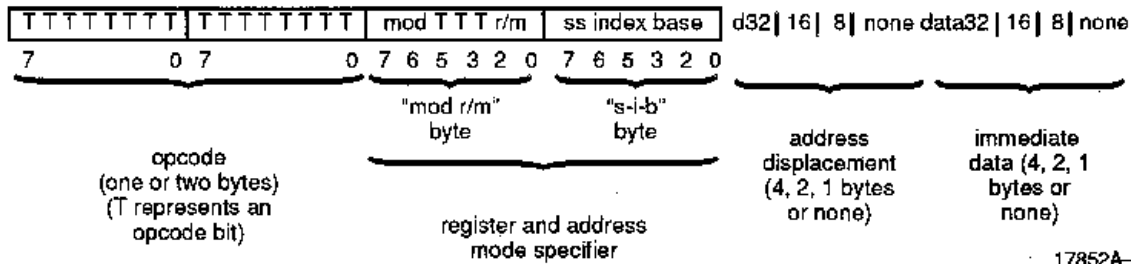 T T T T T T T T T T T T T T T T mod T T T r/m ss index base d32 | 16 | 8 | none data32 | 16 | 8 | none
7 0 7 0 7 6 5 3 2 0 7 6 5 3 2 0
"mod r/m"
byte
"s-i-b"
byte
opcode
(one or two bytes)
(T represents an
opcode bit)
register and address
mode specifier
address
displacement
(4, 2, 1 bytes
or none)
immediate
data (4, 2, 1
bytes or
none)
17852A–